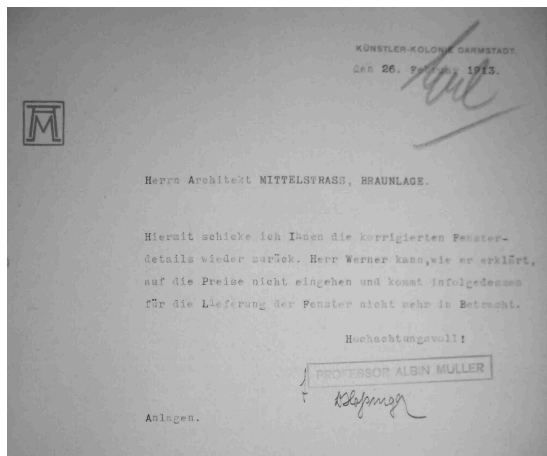 KÜNSTLER-KOLONIE DARMSTADT.
den 26. Februar 1913.
AM
Herrn Architekt MITTELSTRASS, BRAUNLAGE.
Hiermit schicke ich Ihnen die korrigierten Fenster-
details wieder zurück. Herr Werner kann,wie er erklärt,
auf die Preise nicht eingehen und kommt infolgedessen
für die Lieferung der Fenster nicht mehr in Betracht.
Hochachtungsvoll!
PROFESSOR ALBIN MÜLLER
Anlagen.